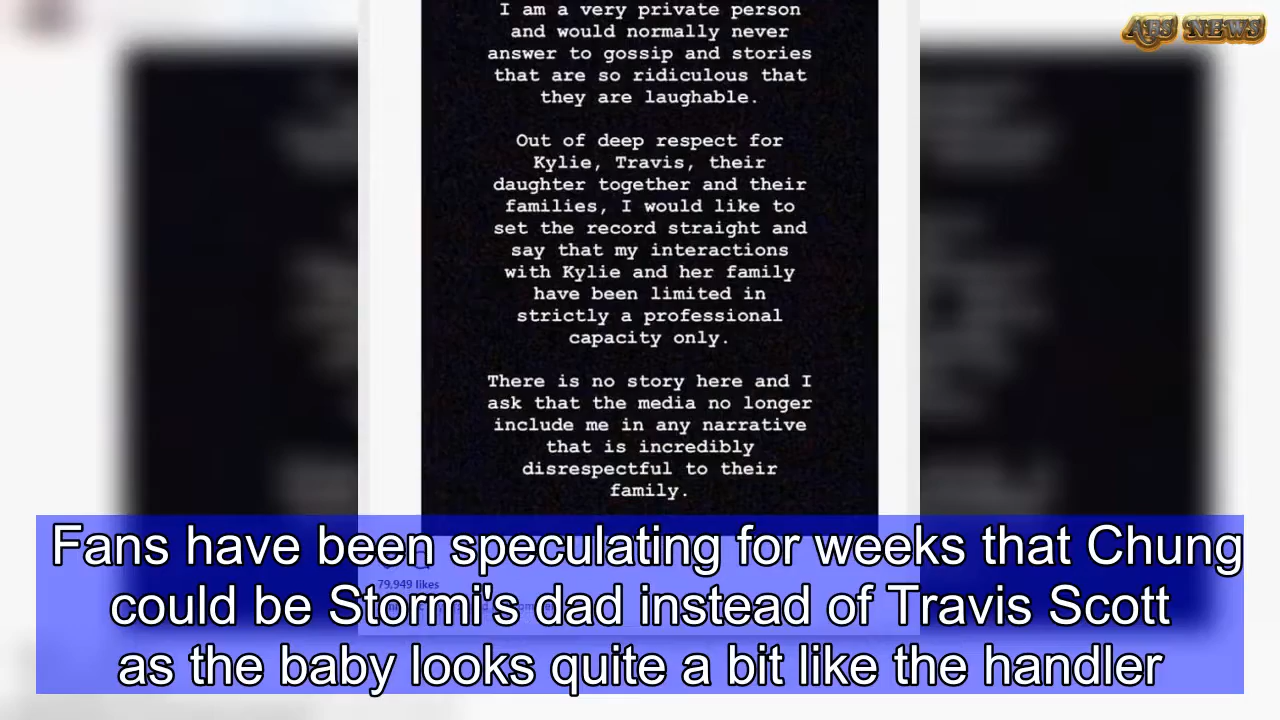 AFS NEWS
I am a very private person
and would normally never
answer to gossip and stories
that are so ridiculous that
they are laughable.
Out of deep respect for
Kylie, Travis, their
daughter together and their
families, I would like to
set the record straight and
say that my interactions
with Kylie and her family
have been limited in
strictly a professional
capacity only.
There is no story here and I
ask that the media no longer
include me in any narrative
that is incredibly
disrespectful to their
family.
79,949 likes
Fans have been speculating for weeks that Chung
could be Stormi's dad instead of Travis Scott
as the baby looks quite a bit like the handler